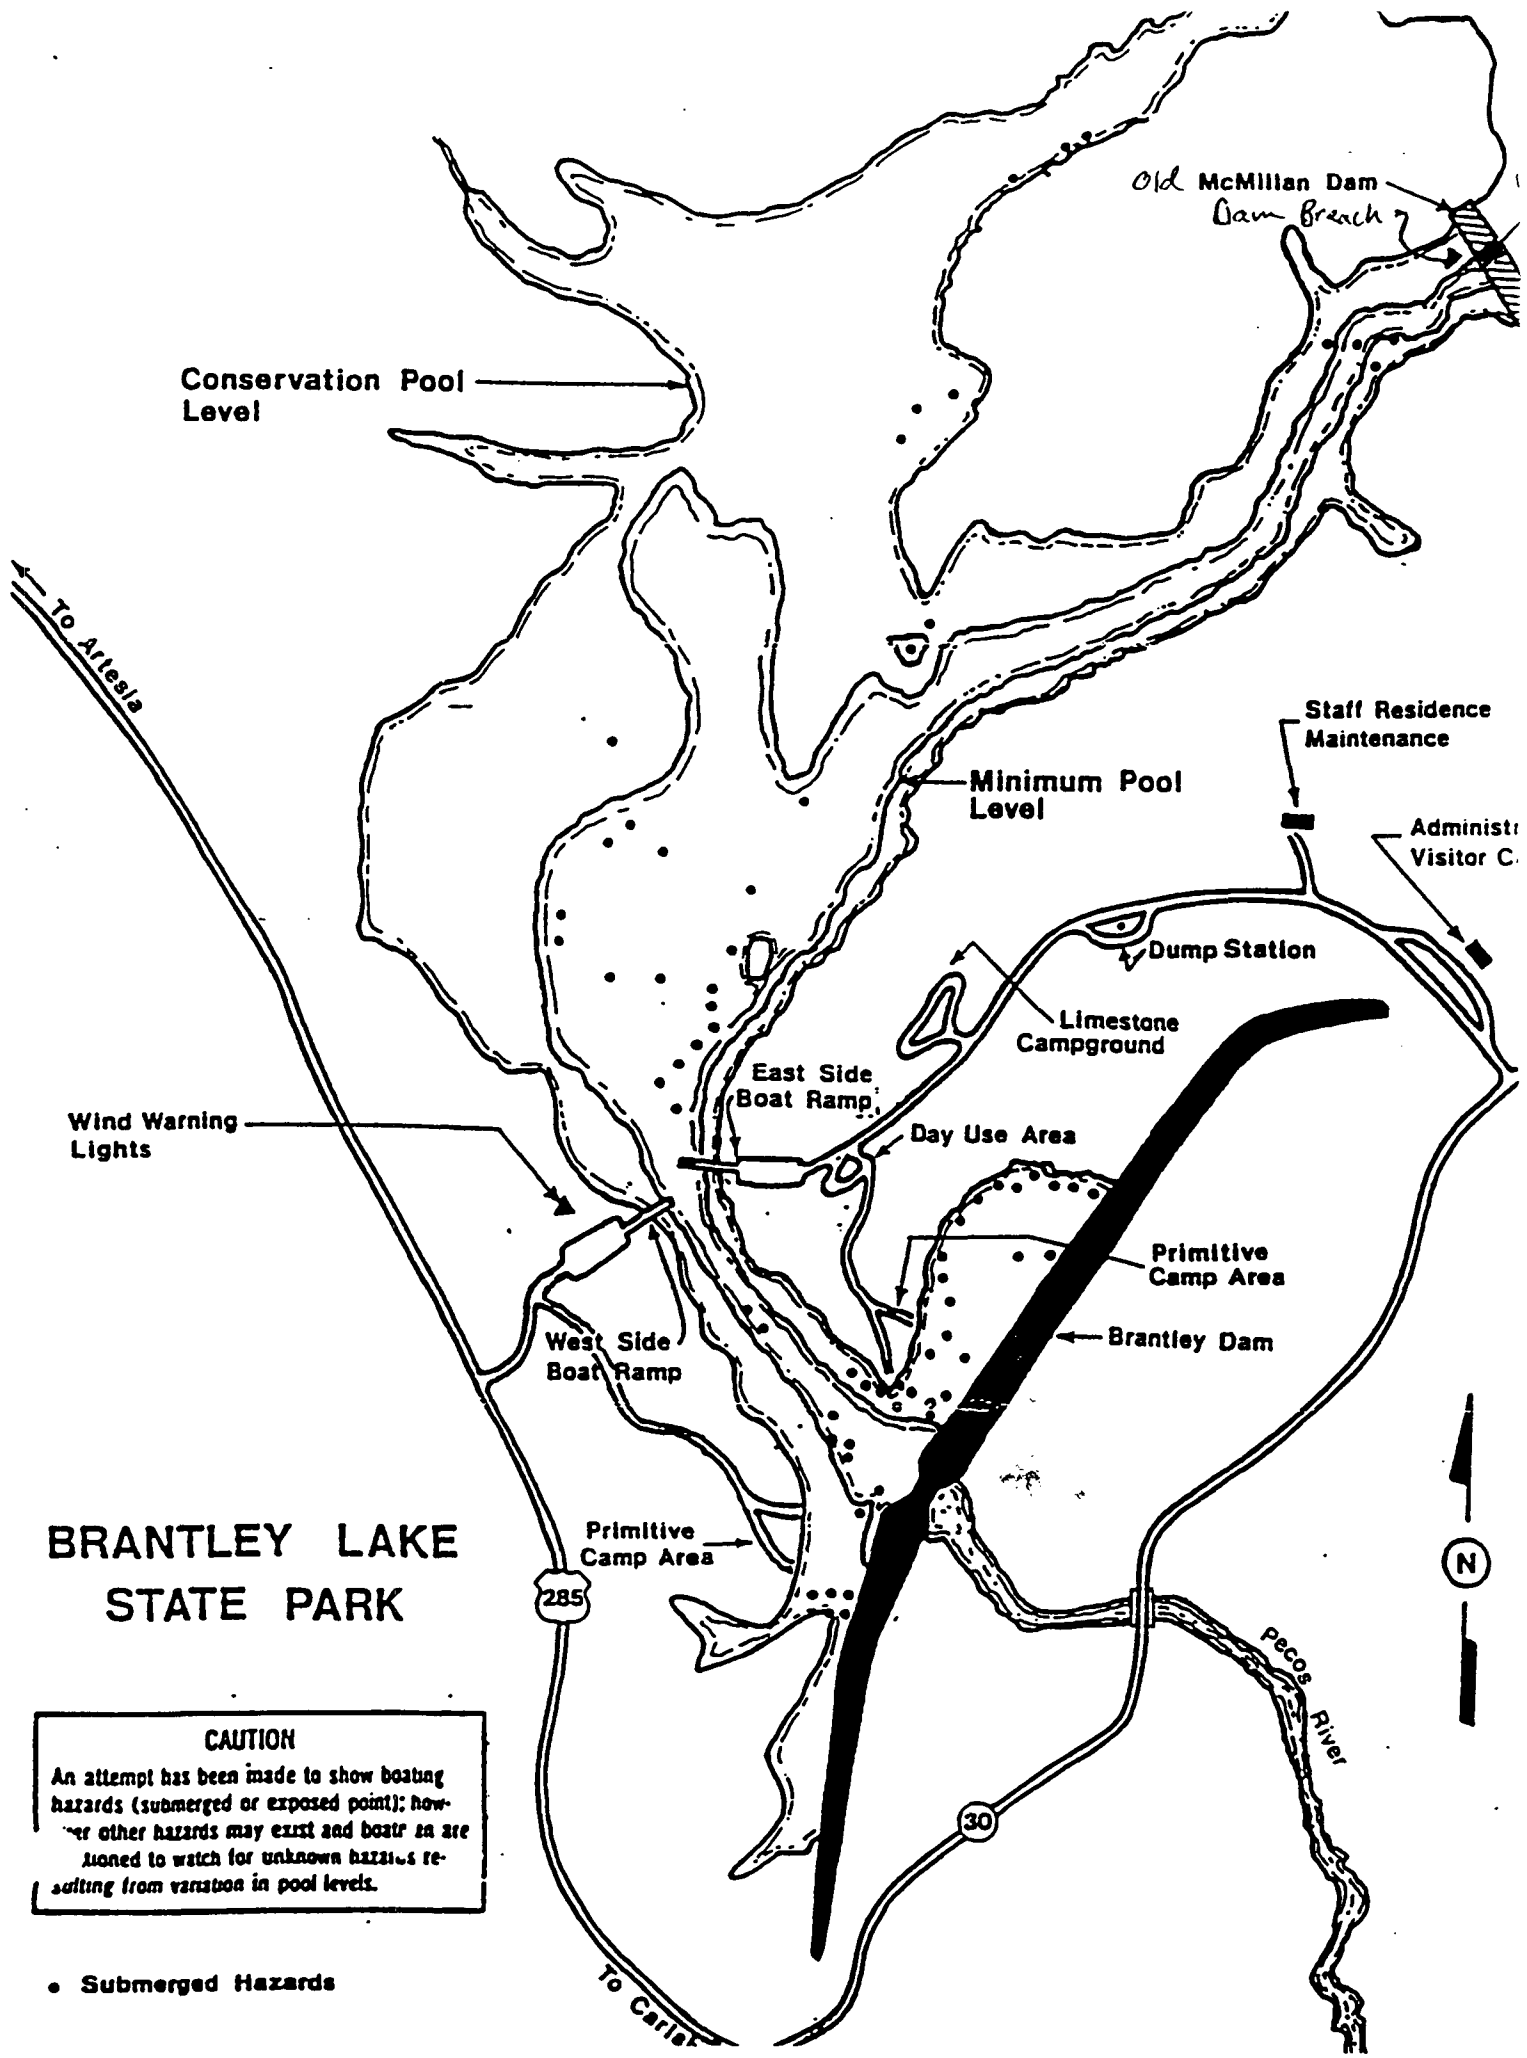 Old McMillan Dam
Dam Breach
Conservation Pool
Level
To Artesia
Staff Residence
Maintenance
Minimum Pool
Level
Visitor
Dump Station
Limestone
Campground
East Side
Boat Ramp
Wind Warning
Lights
Day Use Area
Primitive
Camp Area
Brantley Dam
West Side
Boat Ramp
BRANTLEY LAKE
STATE PARK
Primitive
Camp Area
285
N
Pecos River
CAUTION
An attempt has been made to show boating
hazards (submerged or exposed point); how-
other hazards may exist and are
to watch for unknown hazards re-
sulting from variation in pool levels.
30
• Submerged Hazards
To